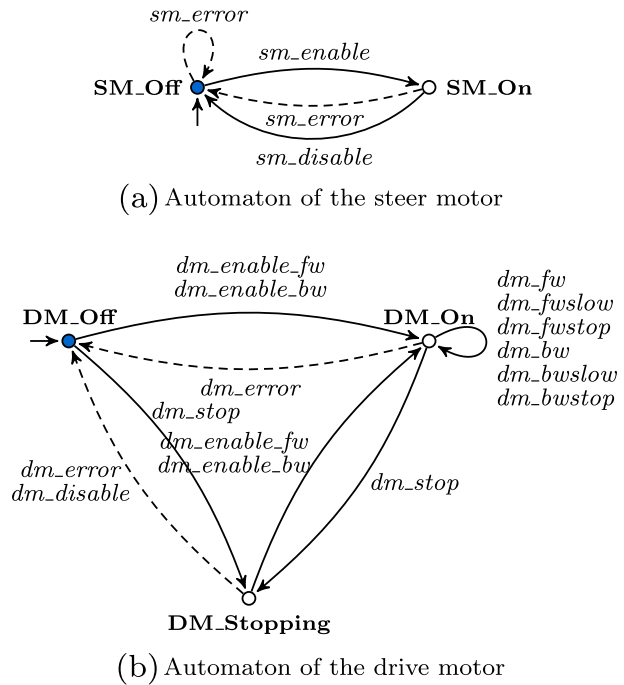 sm_error
sm_enable
SM_Off
SM_On
sm_error
sm_disable
(a) Automaton of the steer motor
dm_enable_fw
dm_enable_bw
DM_Off
DM_On
dm_fw
dm_fwslow
dm_fwstop
dm_bw
dm_bwslow
dm_bwstop
dm_error
dm_stop
dm_enable_fw
dm_enable_bw
dm_error
dm_disable
dm_stop
DM_Stopping
(b) Automaton of the drive motor